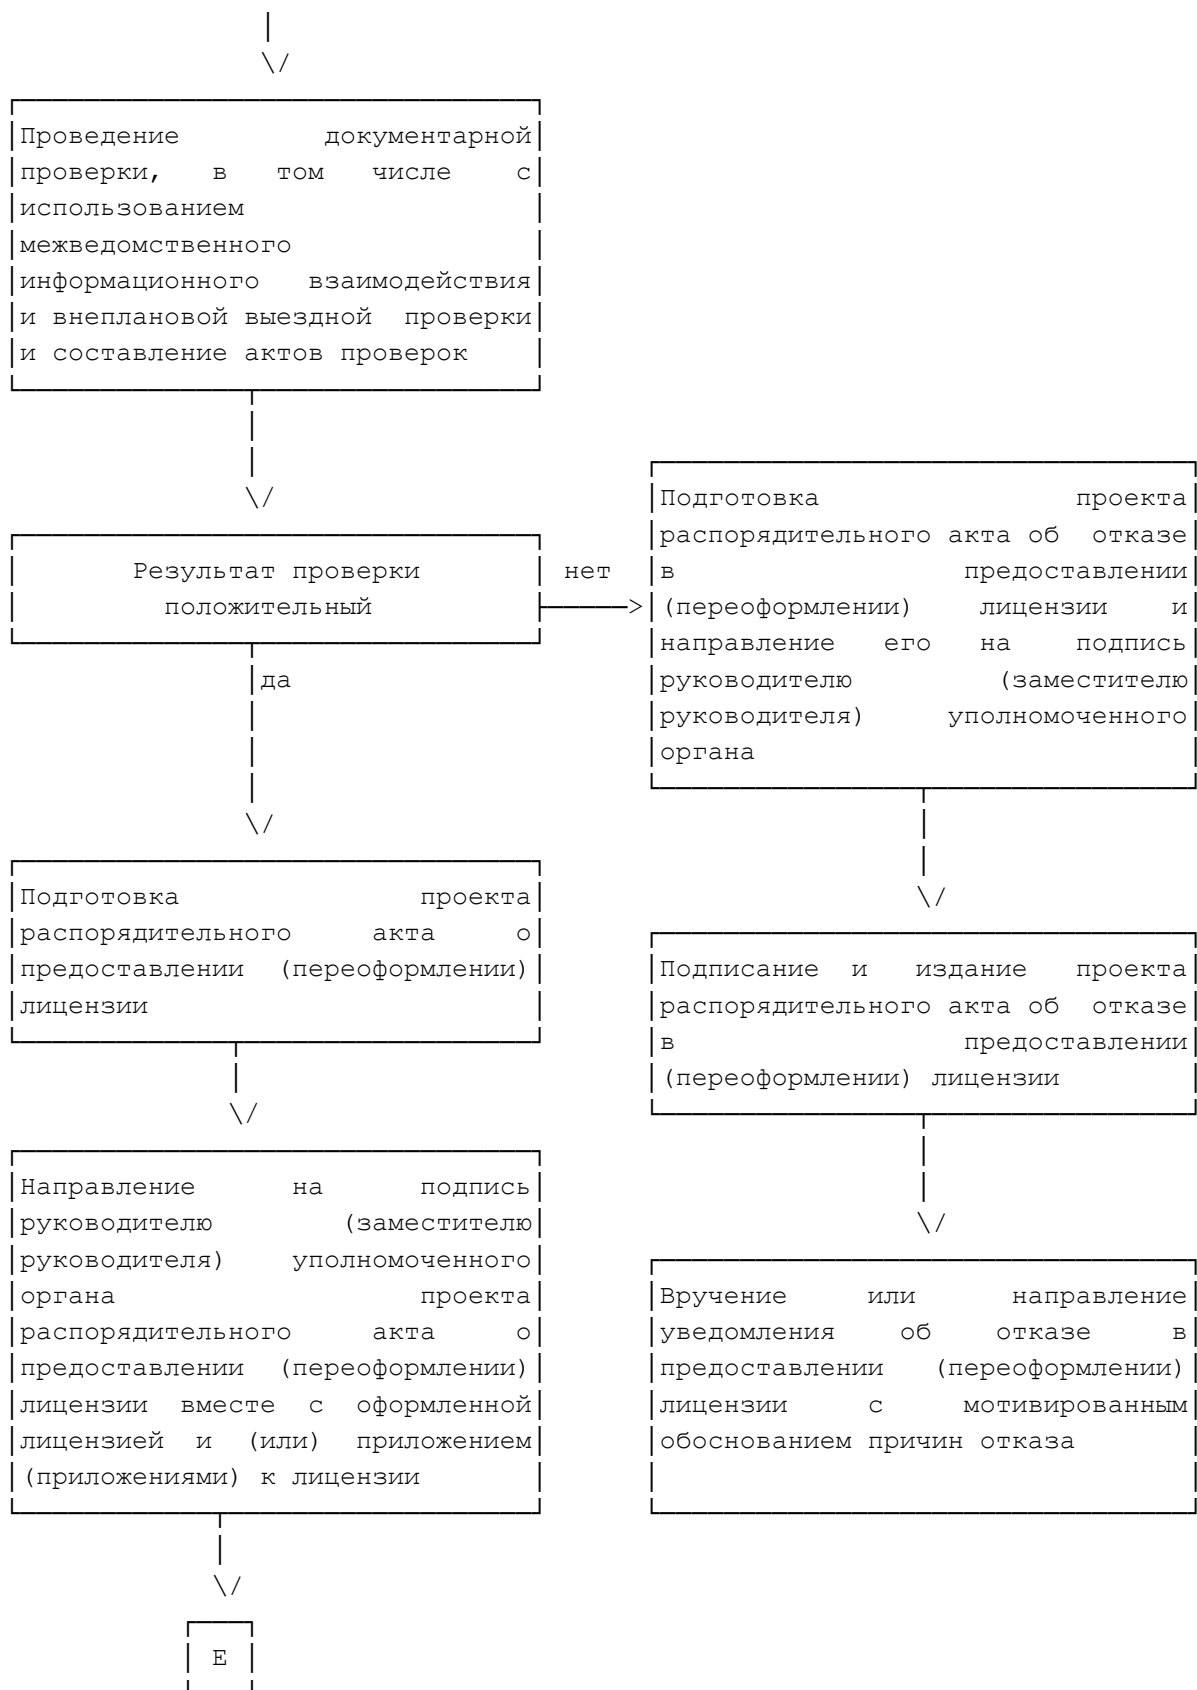 Проведение документарной
проверки, в том числе с
использованием
межведомственного
информационного взаимодействия
и внеплановой выездной проверки
и составление актов проверок
Результат проверки
положительный
нет
да
Подготовка проекта
распорядительного акта об отказе
в предоставлении
(переоформлении) лицензии и
направление его на подпись
руководителю (заместителю
руководителя) уполномоченного
органа
Подготовка проекта
распорядительного акта о
предоставлении (переоформлении)
лицензии
Подписание и издание проекта
распорядительного акта об отказе
в предоставлении
(переоформлении) лицензии
Направление на подпись
руководителю (заместителю
руководителя) уполномоченного
органа проекта
распорядительного акта о
предоставлении (переоформлении)
лицензии вместе с оформленной
лицензией и (или) приложением
(приложениями) к лицензии
Вручение или направление
уведомления об отказе в
предоставлении (переоформлении)
лицензии с мотивированным
обоснованием причин отказа
Е